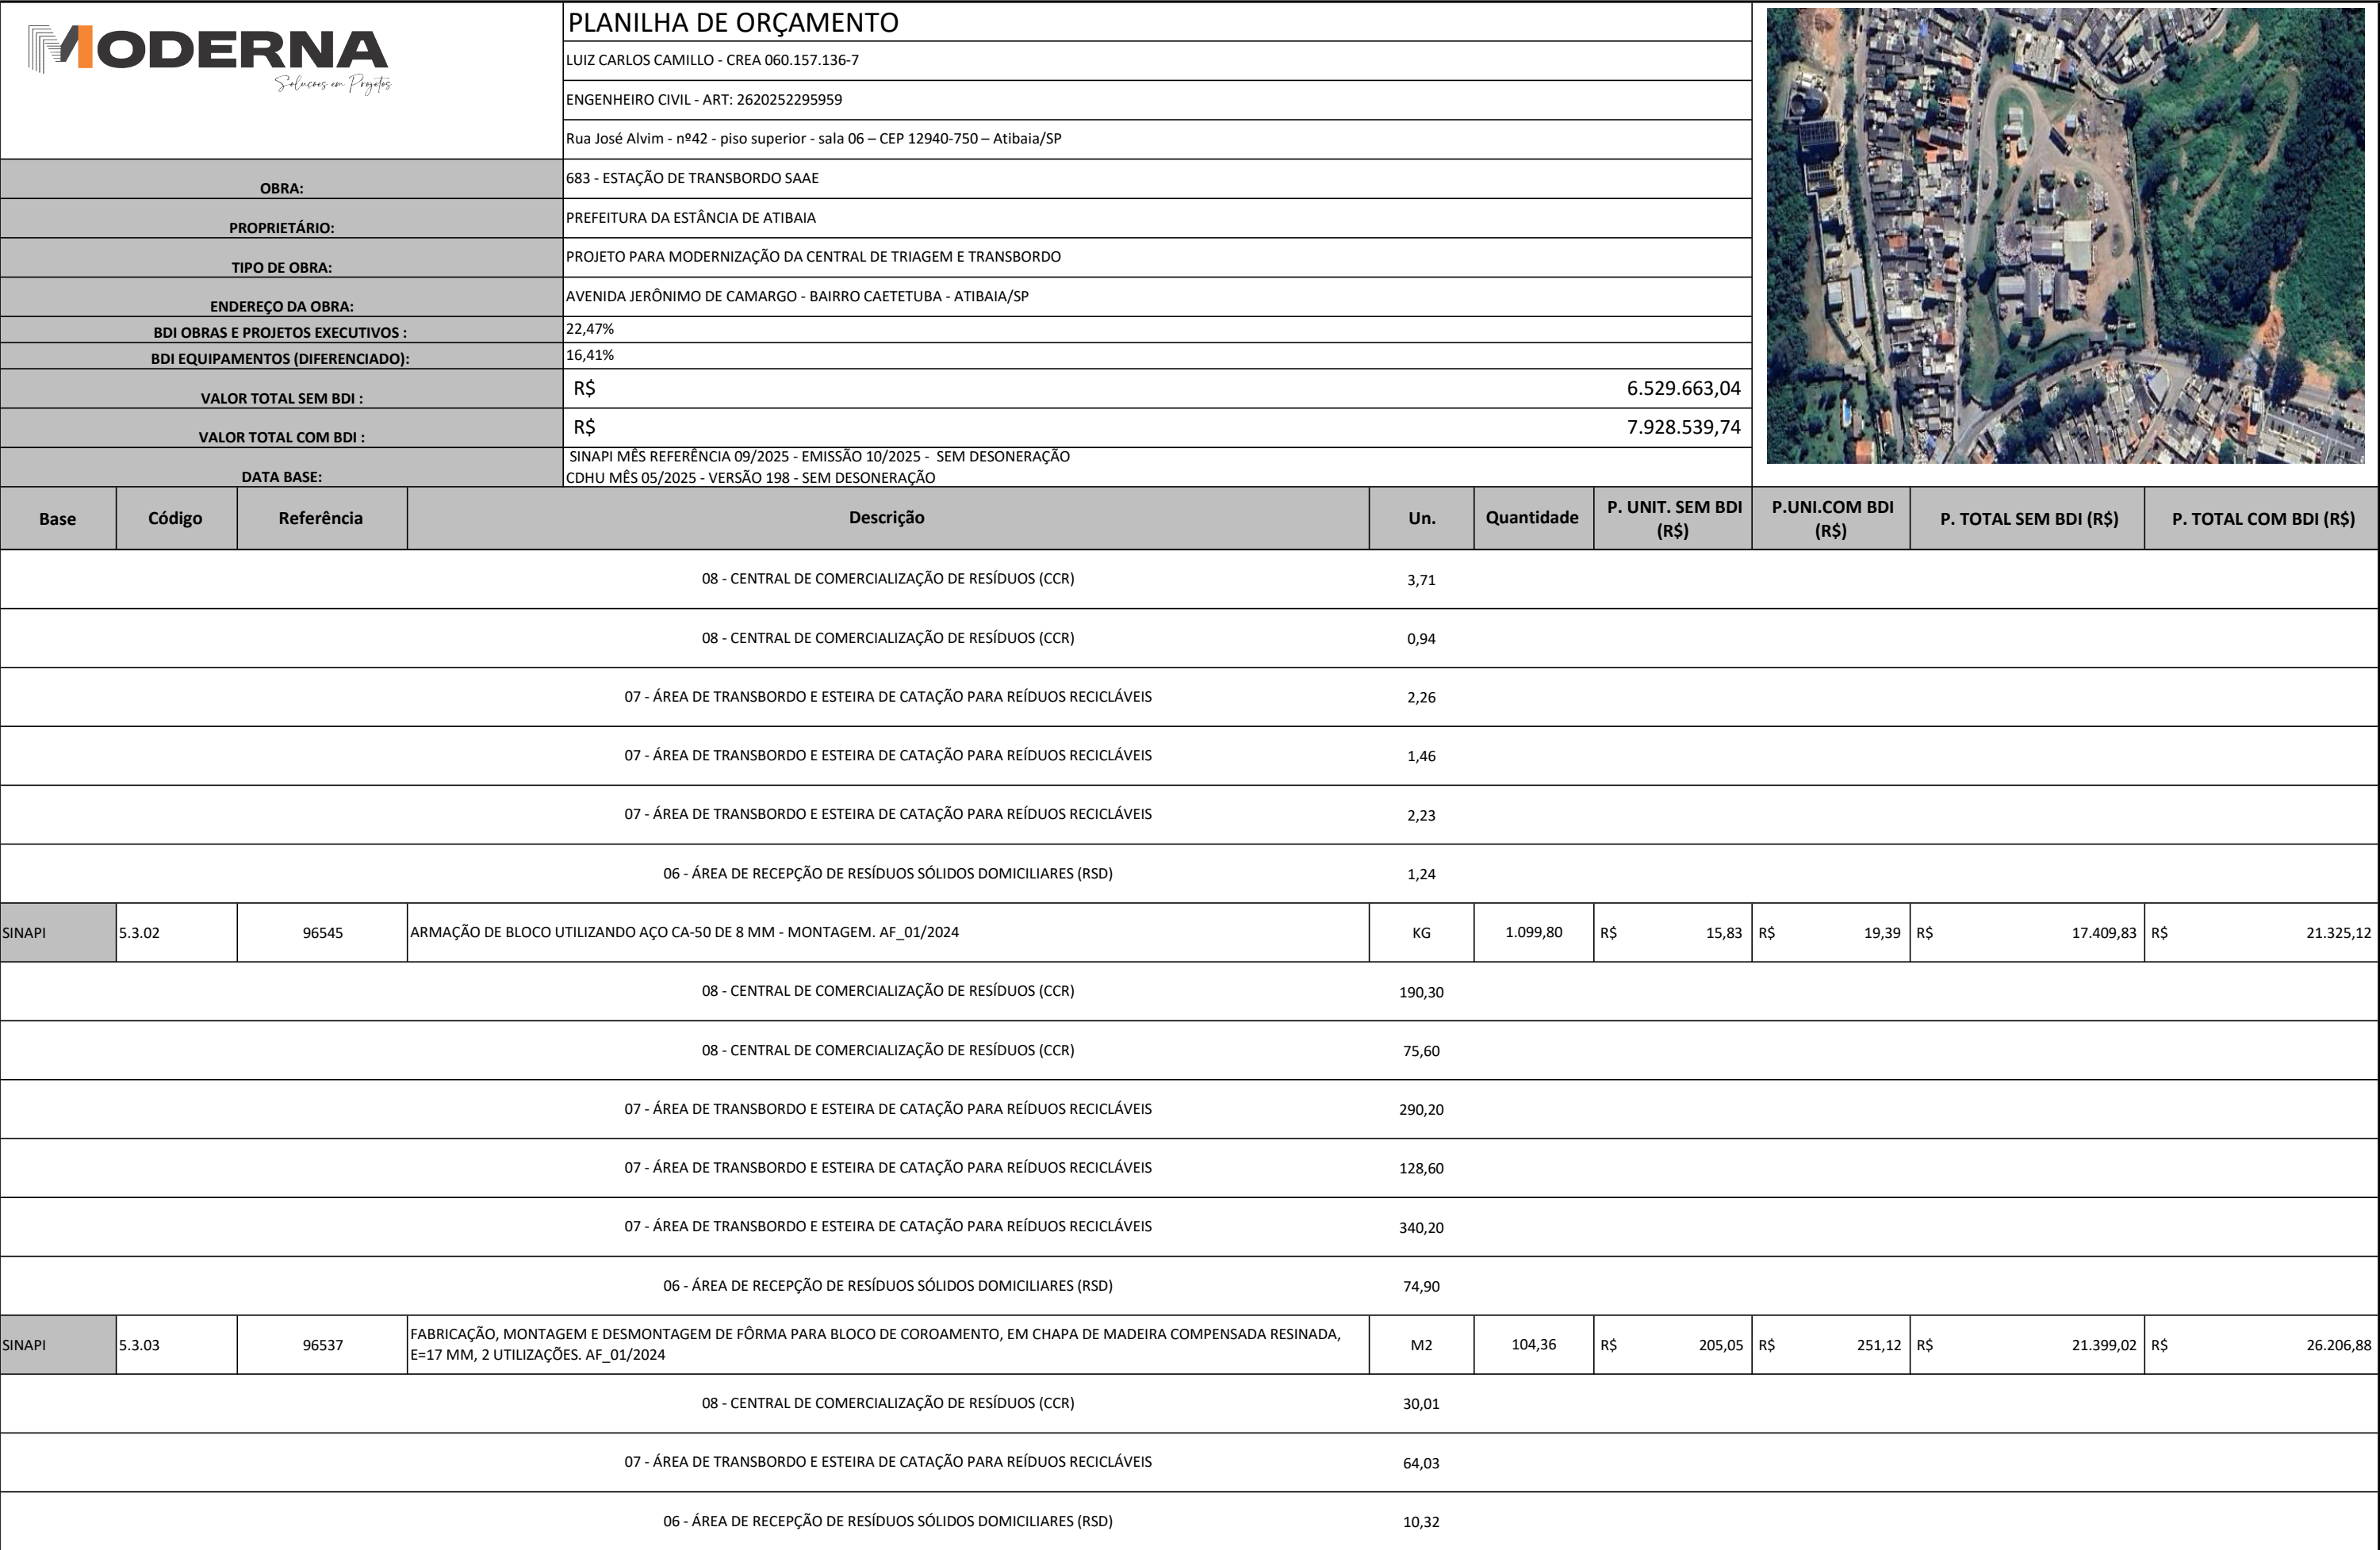 MODERNA
Soluções em Projetos
PLANILHA DE ORÇAMENTO
LUIZ CARLOS CAMILLO - CREA 060.157.136-7
ENGENHEIRO CIVIL - ART: 2620252295959
Rua José Alvim - nº42 - piso superior - sala 06 – CEP 12940-750 – Atibaia/SP
OBRA: 683 - ESTAÇÃO DE TRANSBORDO SAAE
PROPRIETÁRIO: PREFEITURA DA ESTÂNCIA DE ATIBAIA
TIPO DE OBRA: PROJETO PARA MODERNIZAÇÃO DA CENTRAL DE TRIAGEM E TRANSBORDO
ENDEREÇO DA OBRA: AVENIDA JERÔNIMO DE CAMARGO - BAIRRO CAETETUBA - ATIBAIA/SP
BDI OBRAS E PROJETOS EXECUTIVOS : 22,47%
BDI EQUIPAMENTOS (DIFERENCIADO): 16,41%
VALOR TOTAL SEM BDI : R$ 6.529.663,04
VALOR TOTAL COM BDI : R$ 7.928.539,74
DATA BASE: SINAPI MÊS REFERÊNCIA 09/2025 - EMISSÃO 10/2025 - SEM DESONERAÇÃO
CDHU MÊS 05/2025 - VERSÃO 198 - SEM DESONERAÇÃO
Base Código Referência Descrição Un. Quantidade P. UNIT. SEM BDI (R$) P.UNI.COM BDI (R$) P. TOTAL SEM BDI (R$) P. TOTAL COM BDI (R$)
08 - CENTRAL DE COMERCIALIZAÇÃO DE RESÍDUOS (CCR) 3,71
08 - CENTRAL DE COMERCIALIZAÇÃO DE RESÍDUOS (CCR) 0,94
07 - ÁREA DE TRANSBORDO E ESTEIRA DE CATAÇÃO PARA REÍDUOS RECICLÁVEIS 2,26
07 - ÁREA DE TRANSBORDO E ESTEIRA DE CATAÇÃO PARA REÍDUOS RECICLÁVEIS 1,46
07 - ÁREA DE TRANSBORDO E ESTEIRA DE CATAÇÃO PARA REÍDUOS RECICLÁVEIS 2,23
06 - ÁREA DE RECEPÇÃO DE RESÍDUOS SÓLIDOS DOMICILIARES (RSD) 1,24
SINAPI 5.3.02 96545 ARMAÇÃO DE BLOCO UTILIZANDO AÇO CA-50 DE 8 MM - MONTAGEM. AF_01/2024 KG 1.099,80 R$ 15,83 R$ 19,39 R$ 17.409,83 R$ 21.325,12
08 - CENTRAL DE COMERCIALIZAÇÃO DE RESÍDUOS (CCR) 190,30
08 - CENTRAL DE COMERCIALIZAÇÃO DE RESÍDUOS (CCR) 75,60
07 - ÁREA DE TRANSBORDO E ESTEIRA DE CATAÇÃO PARA REÍDUOS RECICLÁVEIS 290,20
07 - ÁREA DE TRANSBORDO E ESTEIRA DE CATAÇÃO PARA REÍDUOS RECICLÁVEIS 128,60
07 - ÁREA DE TRANSBORDO E ESTEIRA DE CATAÇÃO PARA REÍDUOS RECICLÁVEIS 340,20
06 - ÁREA DE RECEPÇÃO DE RESÍDUOS SÓLIDOS DOMICILIARES (RSD) 74,90
SINAPI 5.3.03 96537 FABRICAÇÃO, MONTAGEM E DESMONTAGEM DE FÔRMA PARA BLOCO DE COROAMENTO, EM CHAPA DE MADEIRA COMPENSADA RESINADA,
E=17 MM, 2 UTILIZAÇÕES. AF_01/2024 M2 104,36 R$ 205,05 R$ 251,12 R$ 21.399,02 R$ 26.206,88
08 - CENTRAL DE COMERCIALIZAÇÃO DE RESÍDUOS (CCR) 30,01
07 - ÁREA DE TRANSBORDO E ESTEIRA DE CATAÇÃO PARA REÍDUOS RECICLÁVEIS 64,03
06 - ÁREA DE RECEPÇÃO DE RESÍDUOS SÓLIDOS DOMICILIARES (RSD) 10,32